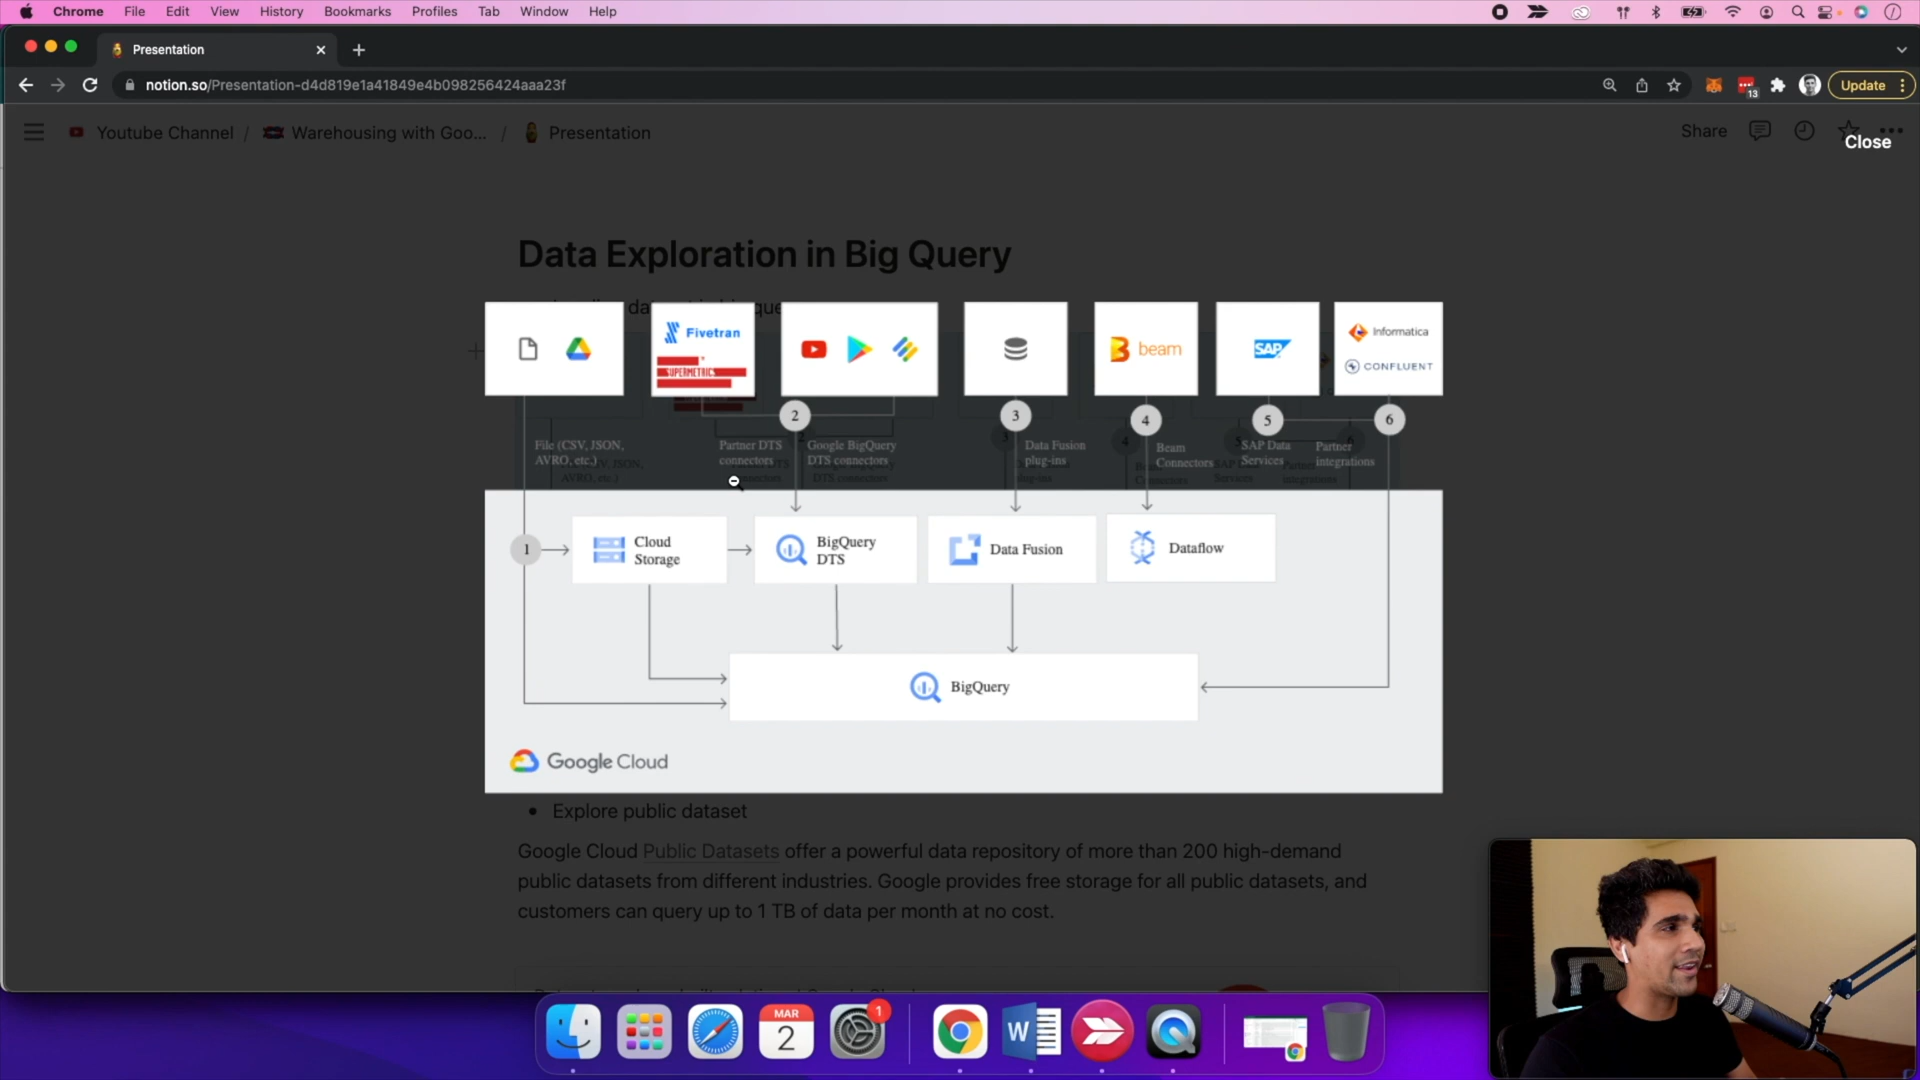 Chrome File Edit View History Bookmarks Profiles Tab Window Help
Presentation
notion.so/Presentation-d4d819e1a41849e4b098256424aaa23f
13
Update
Youtube Channel / Warehousing with Goo... / Presentation
Share
Close
Data Exploration in Big Query
Fivetran
SUPERMETRICS
beam
SAP
Informatica
CONFLUENT
2
3
4
5
6
File (CSV, JSON,
AVRO, etc.)
Partner DTS
connectors
Google BigQuery
DTS connectors
Data Fusion
plug-ins
Beam
Connectors
SAP Data
Services
Partner
integrations
1
Cloud
Storage
BigQuery
DTS
Data Fusion
Dataflow
BigQuery
Google Cloud
• Explore public dataset
Google Cloud Public Datasets offer a powerful data repository of more than 200 high-demand
public datasets from different industries. Google provides free storage for all public datasets, and
customers can query up to 1 TB of data per month at no cost.
MAR
2
1
W